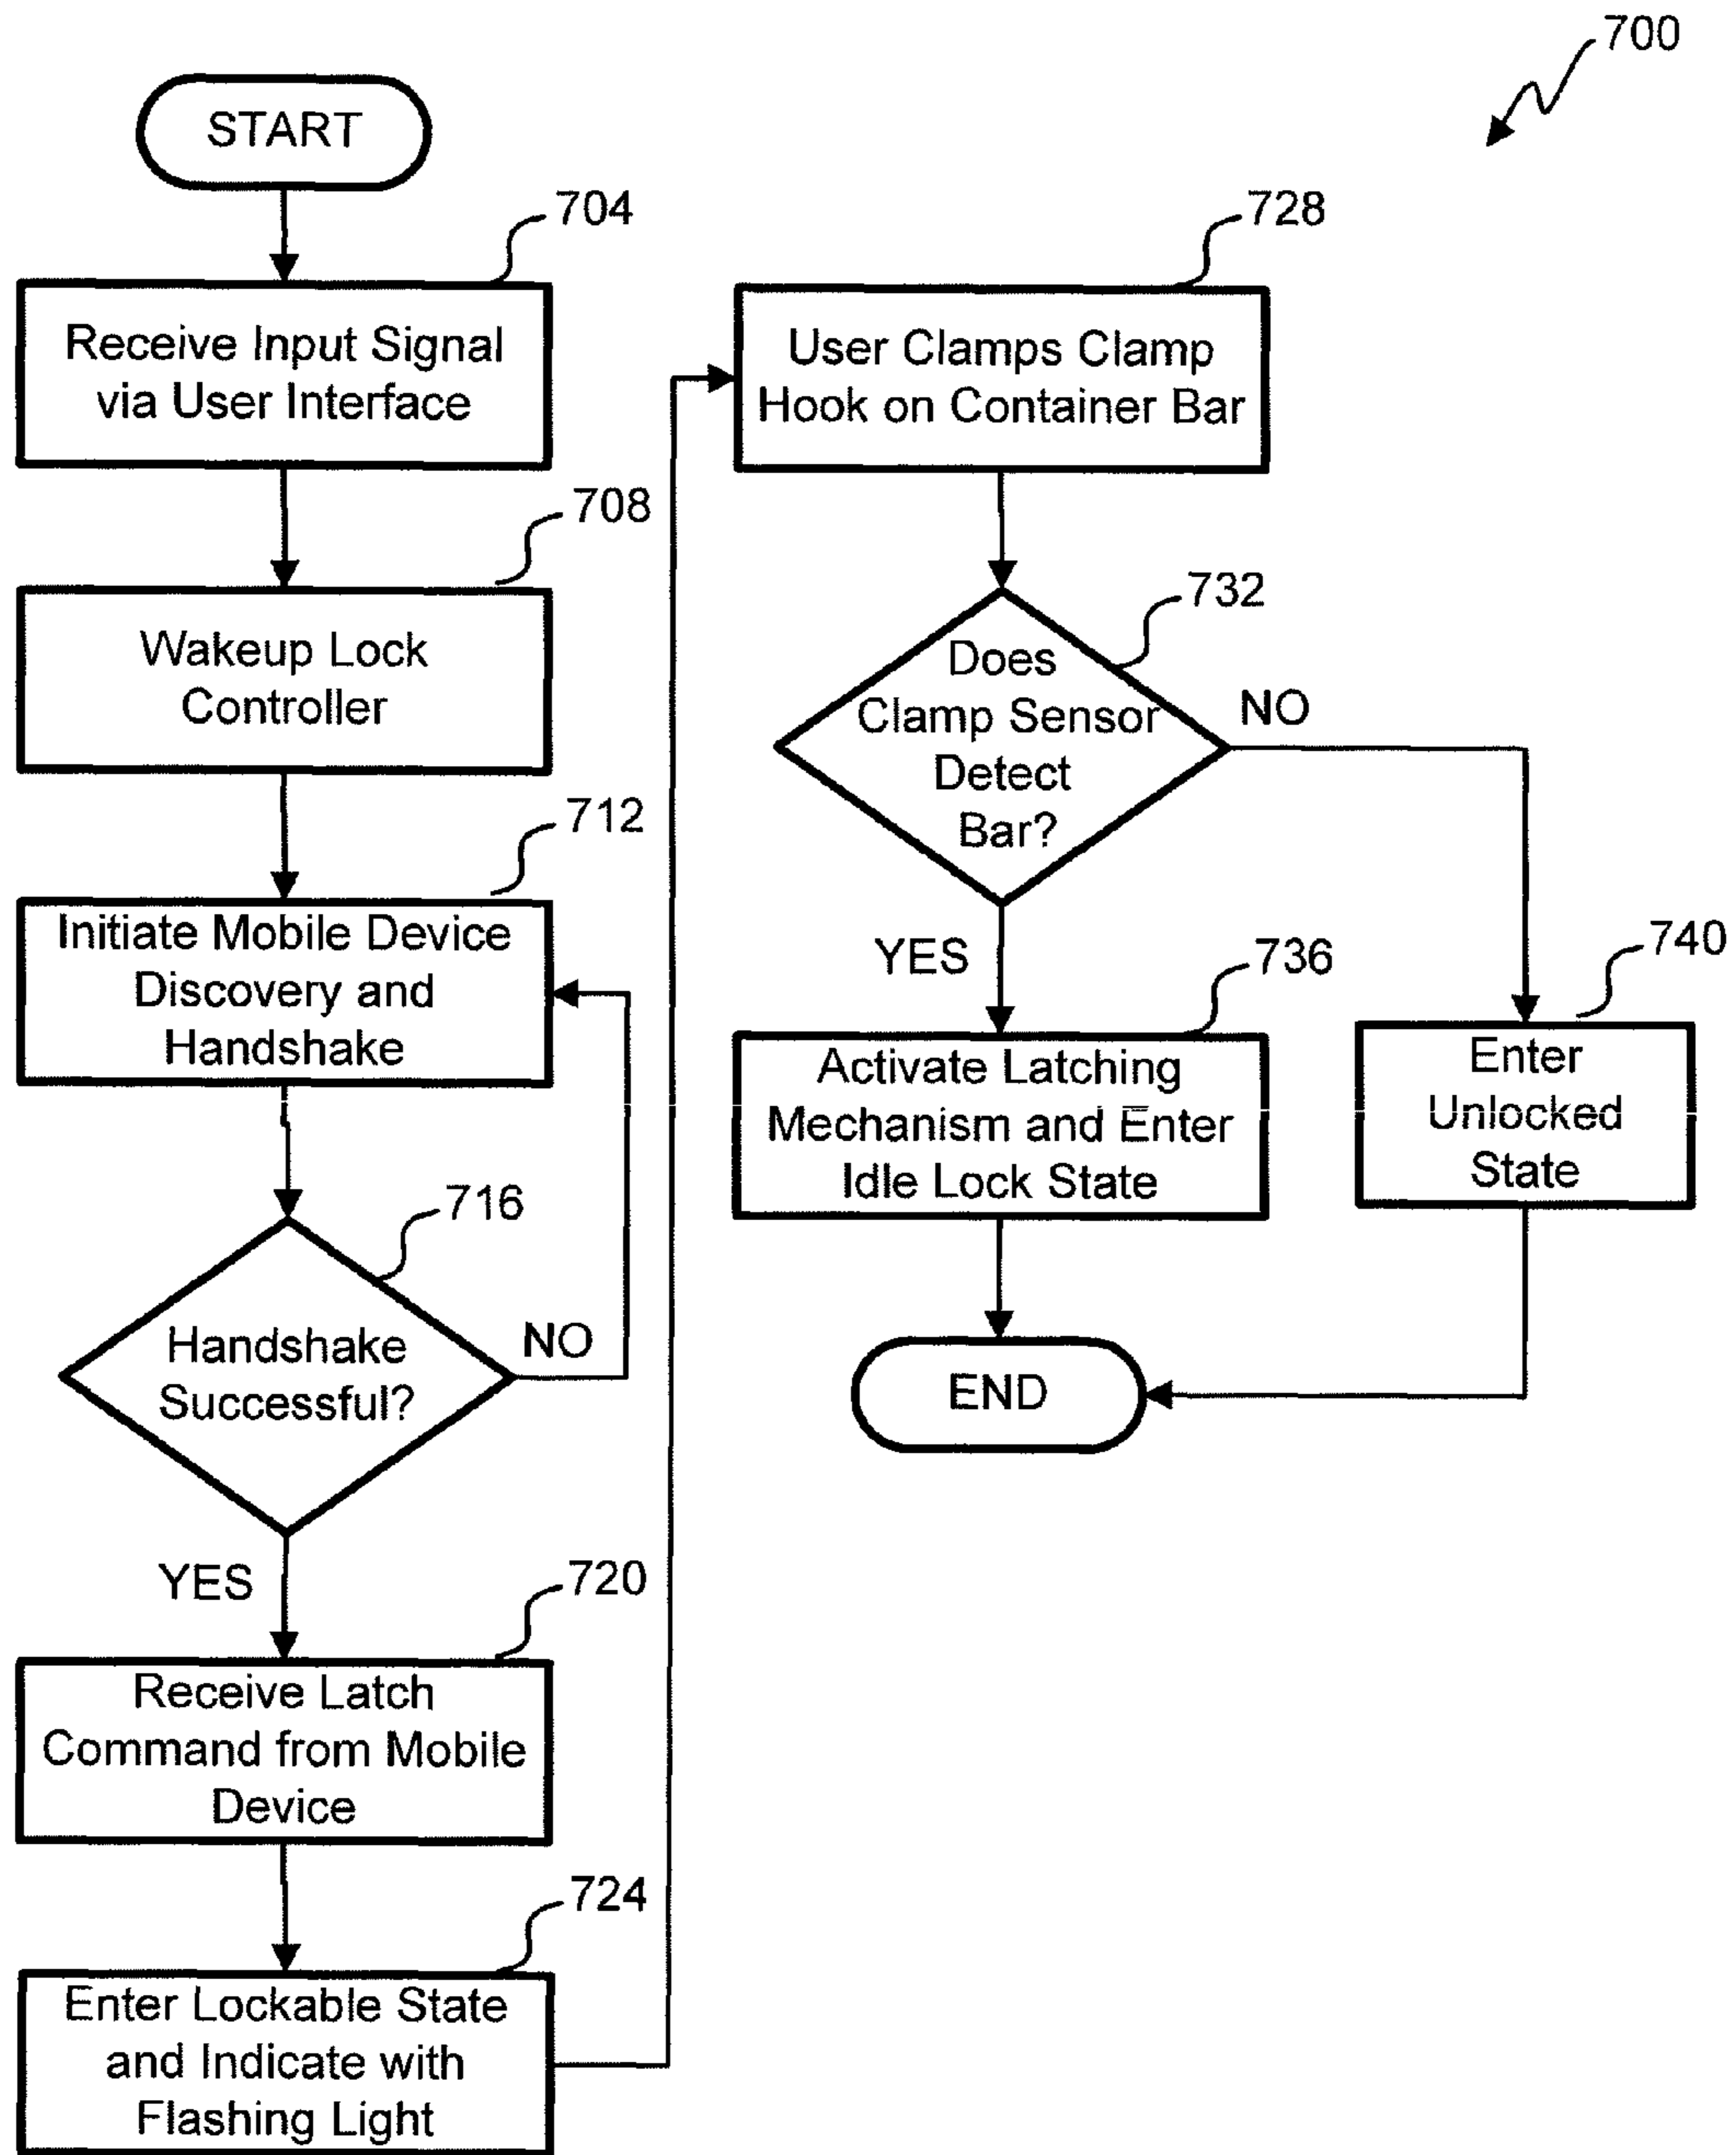 700
START
704
Receive Input Signal
via User Interface
708
Wakeup Lock
Controller
712
Initiate Mobile Device
Discovery and
Handshake
716
Handshake
Successful?
NO
YES
720
Receive Latch
Command from Mobile
Device
724
Enter Lockable State
and Indicate with
Flashing Light
728
User Clamps Clamp
Hook on Container Bar
732
Does
Clamp Sensor
Detect
Bar?
NO
YES
736
Activate Latching
Mechanism and Enter
Idle Lock State
740
Enter
Unlocked
State
END